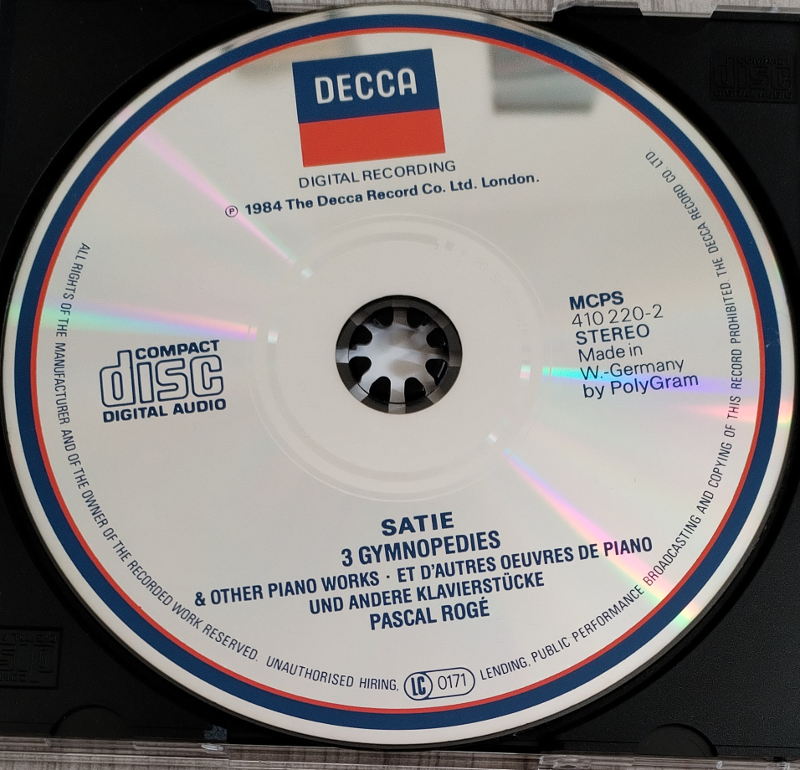 DECCA
DIGITAL RECORDING
℗ 1984 The Decca Record Co. Ltd. London.
COMPACT
disc
DIGITAL AUDIO
MCPS
410 220-2
STEREO
Made in
W.-Germany
by PolyGram
SATIE
3 GYMNOPEDIES
& OTHER PIANO WORKS · ET D'AUTRES OEUVRES DE PIANO
UND ANDERE KLAVIERSTÜCKE
PASCAL ROGÉ
ALL RIGHTS OF THE MANUFACTURER AND OF THE OWNER OF THE RECORDED WORK RESERVED. UNAUTHORISED HIRING, LC 0171 LENDING, PUBLIC PERFORMANCE BROADCASTING AND COPYING OF THIS RECORD PROHIBITED THE DECCA RECORD CO. LTD.